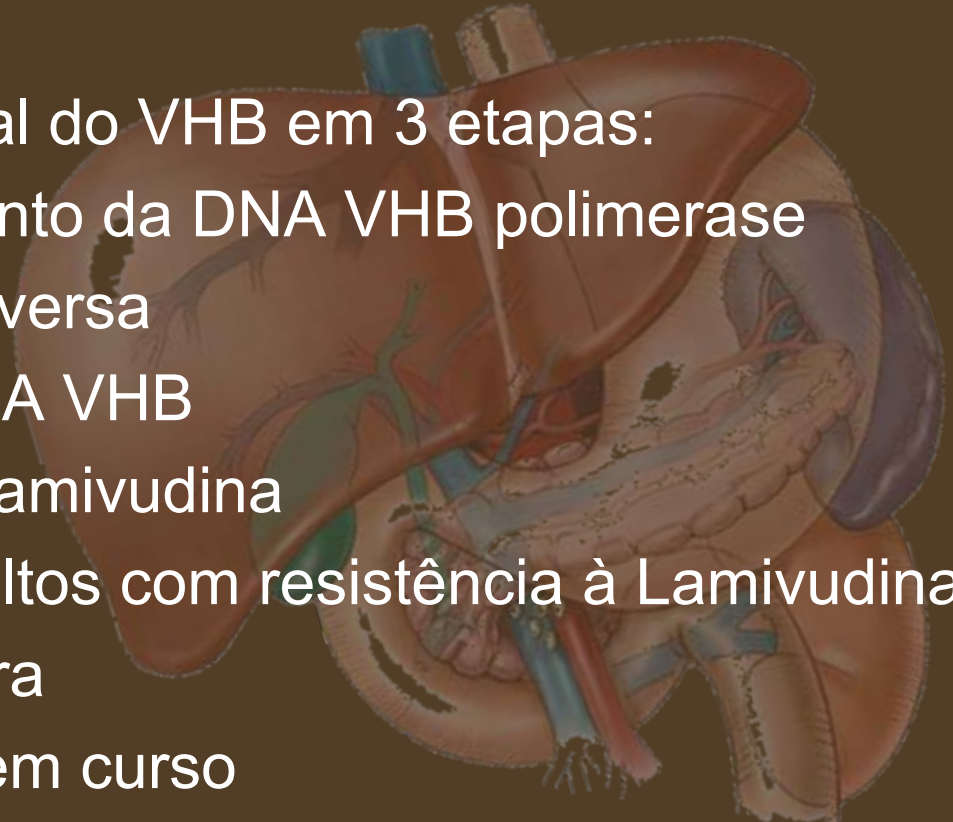 al do VHB em 3 etapas:
nto da DNA VHB polimerase
versa
A VHB
amivudina
ltos com resistência à Lamivudina
ra
em curso